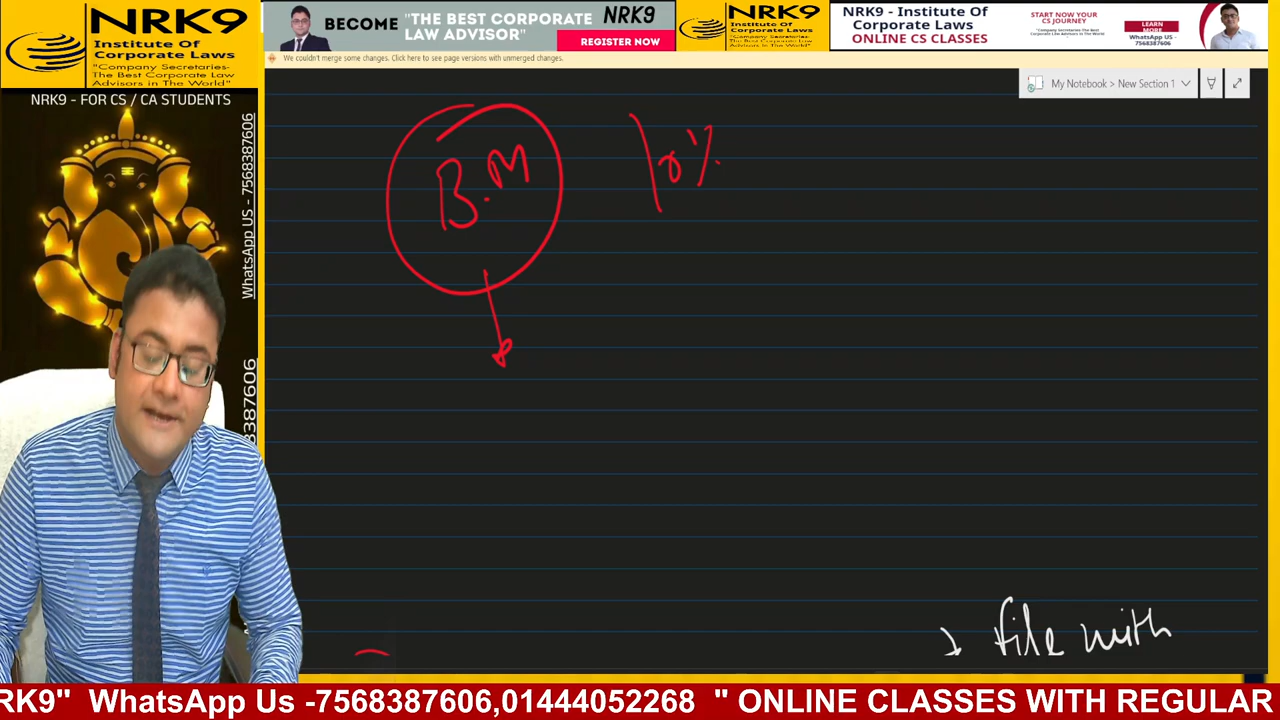 NRK9
Institute Of
Corporate Laws
"Company Secretaries-
The Best Corporate Law
Advisors in The World"
NRK9 - FOR CS / CA STUDENTS
WhatsApp US - 7568387606
8387606
BECOME "THE BEST CORPORATE
LAW ADVISOR"
NRK9
REGISTER NOW
NRK9
Institute Of
Corporate Laws
NRK9 - Institute Of
Corporate Laws
ONLINE CS CLASSES
START NOW YOUR
CS JOURNEY
LEARN
MORE
WhatsApp US -
7568387606
We couldn't merge some changes. Click here to see page versions with unmerged changes.
My Notebook > New Section 1
B.M
10%
file with
RK9" WhatsApp Us -7568387606,01444052268 " ONLINE CLASSES WITH REGULAR